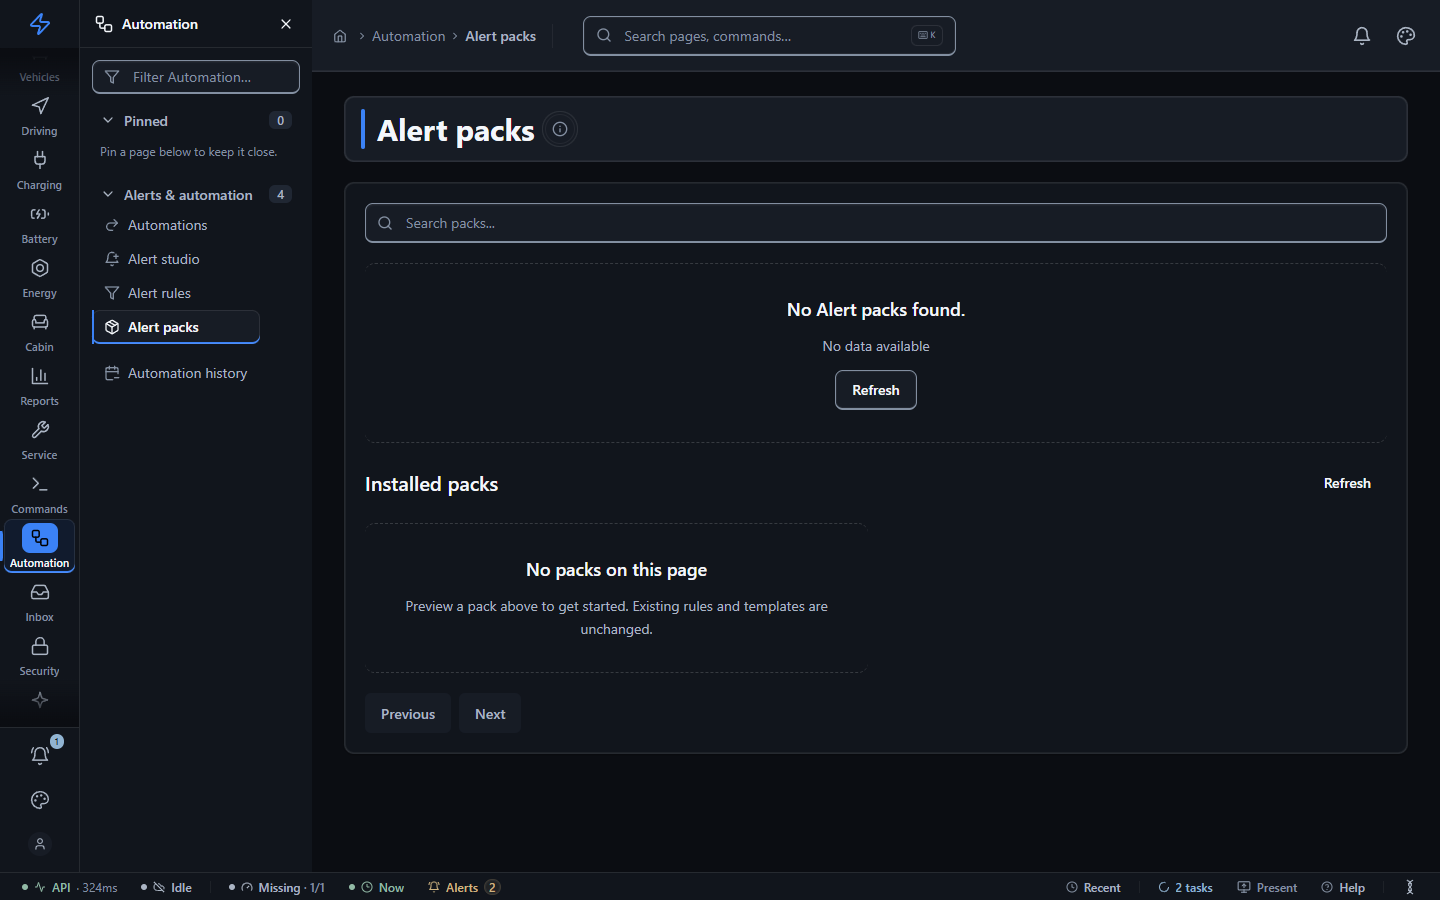 Automation
Automation
Alert packs
Search pages, commands...
K
Vehicles
Driving
Charging
Battery
Energy
Cabin
Reports
Service
Commands
Automation
Inbox
Security
1
Filter Automation...
Pinned
0
Pin a page below to keep it close.
Alerts & automation
4
Automations
Alert studio
Alert rules
Alert packs
Automation history
Alert packs
Search packs...
No Alert packs found.
No data available
Refresh
Installed packs
Refresh
No packs on this page
Preview a pack above to get started. Existing rules and templates are
unchanged.
Previous
Next
API · 324ms
Idle
Missing · 1/1
Now
Alerts 2
Recent
2 tasks
Present
Help